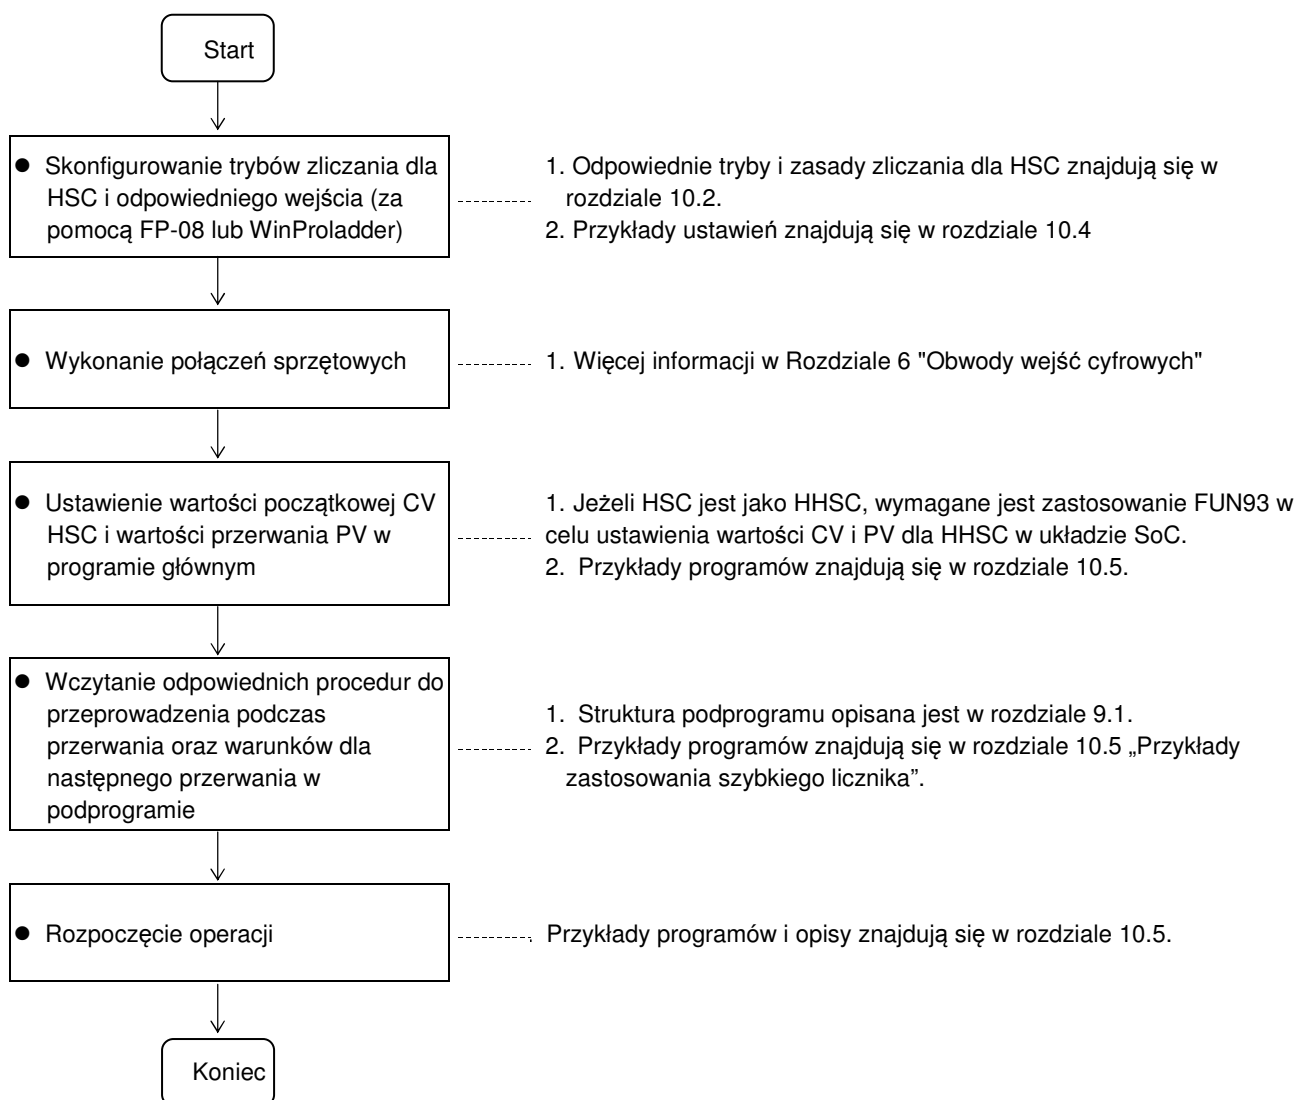 Start
● Skonfigurowanie trybów zliczania dla
HSC i odpowiedniego wejścia (za
pomocą FP-08 lub WinProladder)
1. Odpowiednie tryby i zasady zliczania dla HSC znajdują się w
rozdziale 10.2.
2. Przykłady ustawień znajdują się w rozdziale 10.4
● Wykonanie połączeń sprzętowych
1. Więcej informacji w Rozdziale 6 "Obwody wejść cyfrowych"
● Ustawienie wartości początkowej CV
HSC i wartości przerwania PV w
programie głównym
1. Jeżeli HSC jest jako HHSC, wymagane jest zastosowanie FUN93 w
celu ustawienia wartości CV i PV dla HHSC w układzie SoC.
2. Przykłady programów znajdują się w rozdziale 10.5.
● Wczytanie odpowiednich procedur do
przeprowadzenia podczas
przerwania oraz warunków dla
następnego przerwania w
podprogramie
1. Struktura podprogramu opisana jest w rozdziale 9.1.
2. Przykłady programów znajdują się w rozdziale 10.5 „Przykłady
zastosowania szybkiego licznika”.
● Rozpoczęcie operacji
. Przykłady programów i opisy znajdują się w rozdziale 10.5.
Koniec